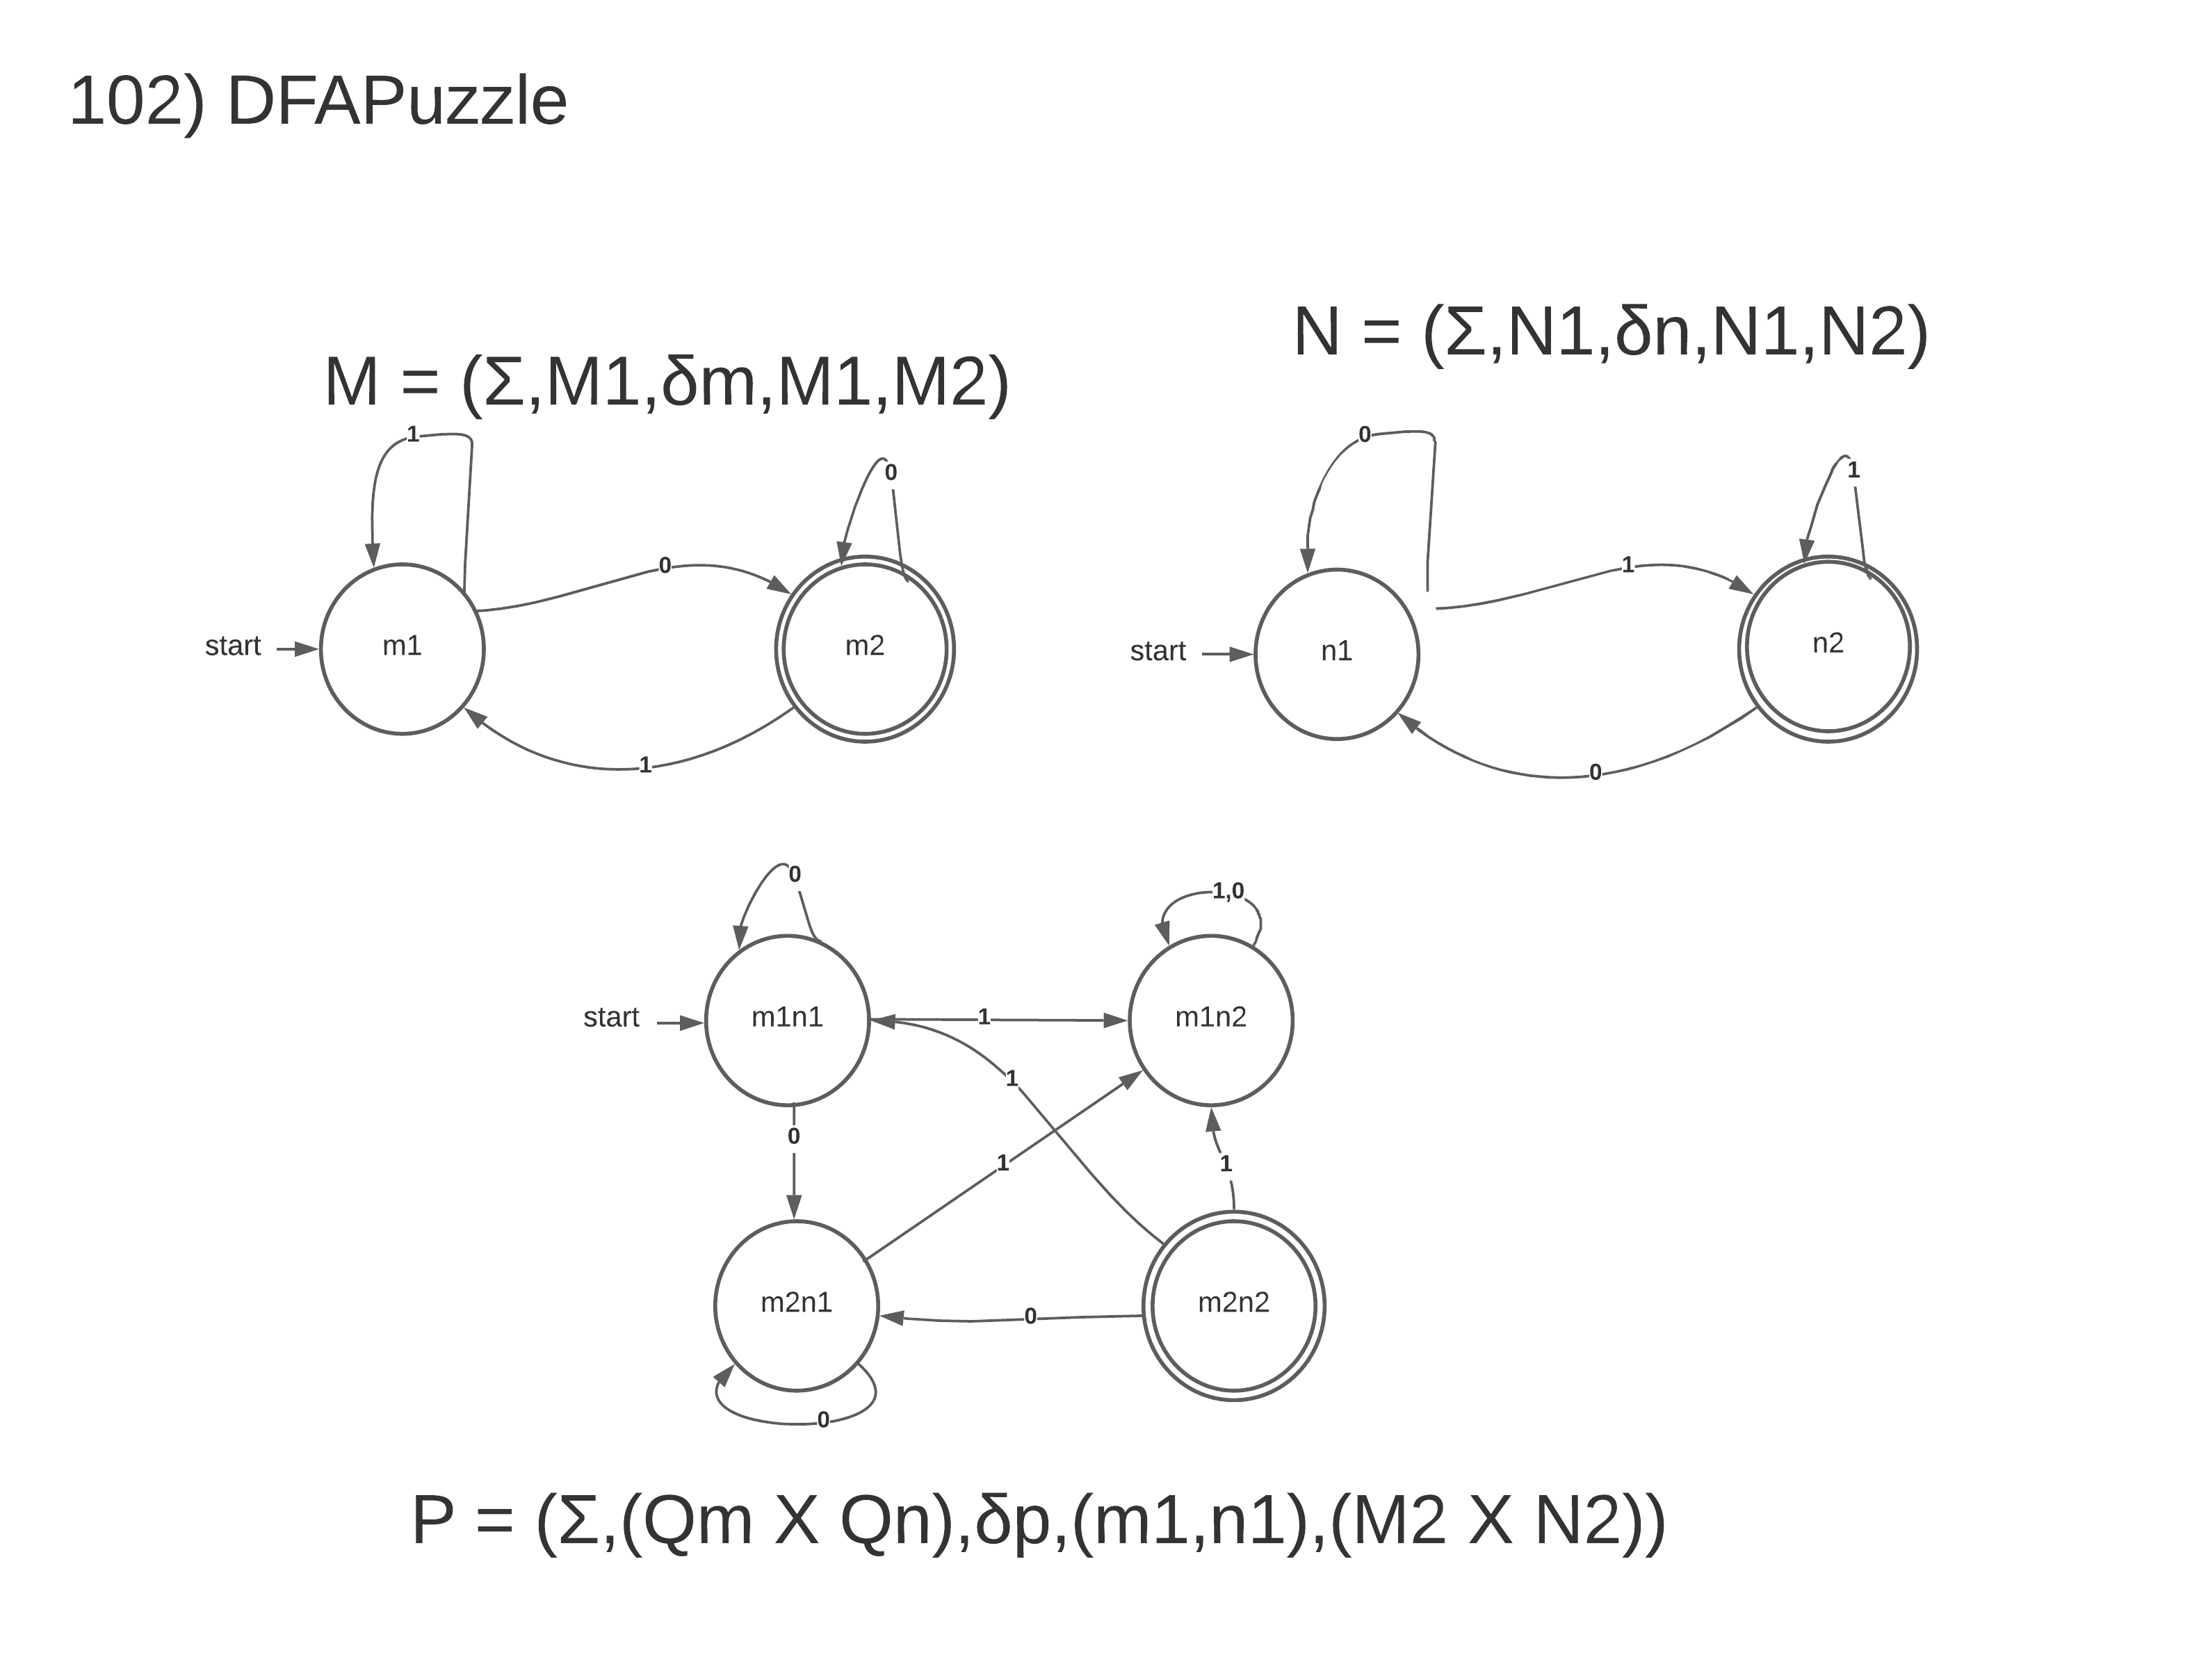 102) DFAPuzzle
N = (Σ,N1,δn,N1,N2)
M = (Σ,M1,δm,M1,M2)
1
0
0
1
0
1
0
1
start
m1
m2
start
n1
n2
1
0
0
1,0
start
m1n1
1
m1n2
1
0
1
1
m2n1
m2n2
0
0
P = (Σ,(Qm X Qn),δp,(m1,n1),(M2 X N2))